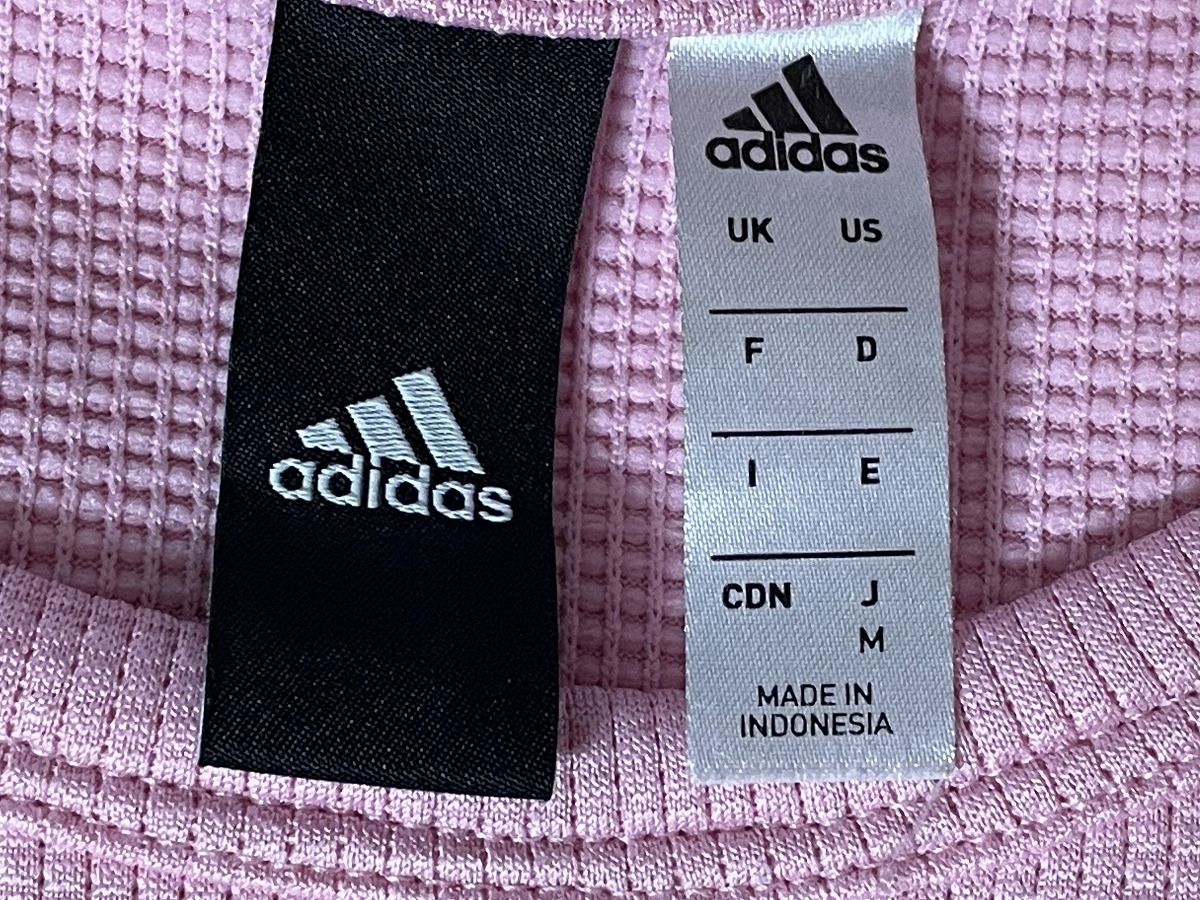 adidas
adidas
UK US
F D
I E
CDN J
M
MADE IN
INDONESIA